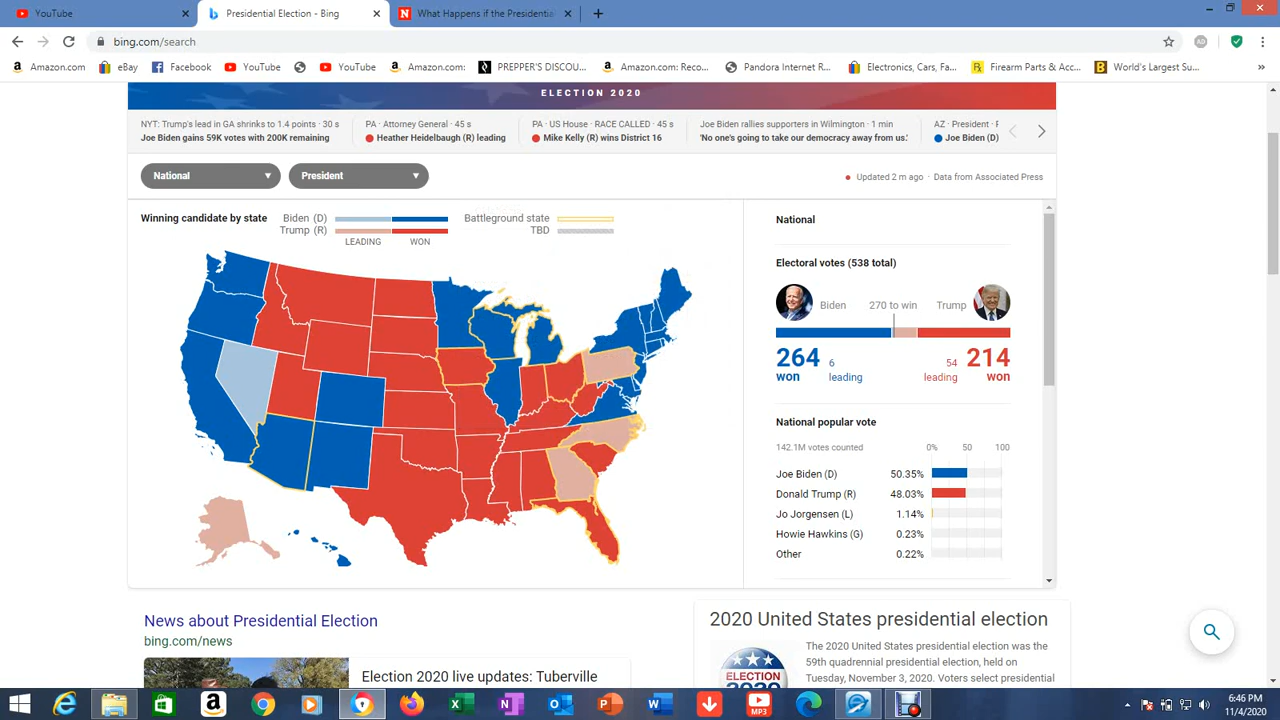 YouTube
Presidential Election - Bing
What Happens if the Presidential
bing.com/search
Amazon.com
eBay
Facebook
YouTube
YouTube
Amazon.com:
PREPPER'S DISCOU...
Amazon.com: Reco...
Pandora Internet R...
Electronics, Cars, Fa...
Firearm Parts & Acc...
World's Largest Su...
ELECTION 2020
NYT: Trump's lead in GA shrinks to 1.4 points · 30 s
Joe Biden gains 59K votes with 200K remaining
PA · Attorney General · 45 s
Heather Heidelbaugh (R) leading
PA · US House · RACE CALLED · 45 s
Mike Kelly (R) wins District 16
Joe Biden rallies supporters in Wilmington · 1 min
'No one's going to take our democracy away from us.'
AZ · President · F
Joe Biden (D)
National
President
Updated 2 m ago · Data from Associated Press
Winning candidate by state
Biden (D)
Trump (R)
LEADING
WON
Battleground state
TBD
National
Electoral votes (538 total)
Biden
270 to win
Trump
264
won
6
leading
54
leading
214
won
National popular vote
142.1M votes counted
0%
50
100
Joe Biden (D)
50.35%
Donald Trump (R)
48.03%
Jo Jorgensen (L)
1.14%
Howie Hawkins (G)
0.23%
Other
0.22%
News about Presidential Election
bing.com/news
Election 2020 live updates: Tuberville
2020 United States presidential election
ELECTION
2020
The 2020 United States presidential election was the
59th quadrennial presidential election, held on
Tuesday, November 3, 2020. Voters select presidential
MP3
6:46 PM
11/4/2020